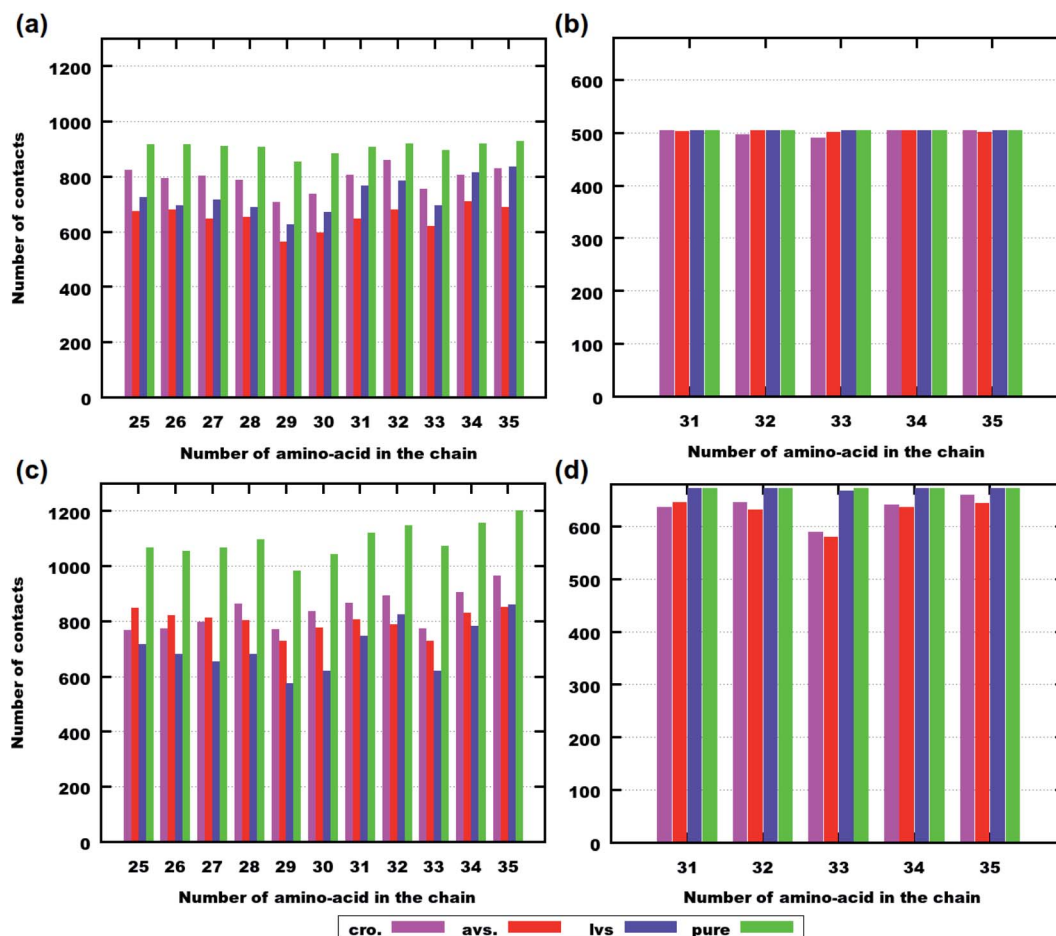 (a)
Number of contacts
1200
1000
800
600
400
200
0
25 26 27 28 29 30 31 32 33 34 35
Number of amino-acid in the chain
(b)
600
500
400
300
200
100
0
31 32 33 34 35
Number of amino-acid in the chain
(c)
Number of contacts
1200
1000
800
600
400
200
0
25 26 27 28 29 30 31 32 33 34 35
Number of amino-acid in the chain
(d)
600
500
400
300
200
100
0
31 32 33 34 35
Number of amino-acid in the chain
cro. avs. lvs pure